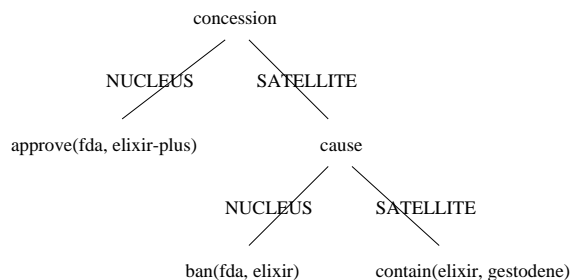 concession
NUCLEUS SATELLITE
approve(fda, elixir-plus) cause
NUCLEUS SATELLITE
ban(fda, elixir) contain(elixir, gestodene)